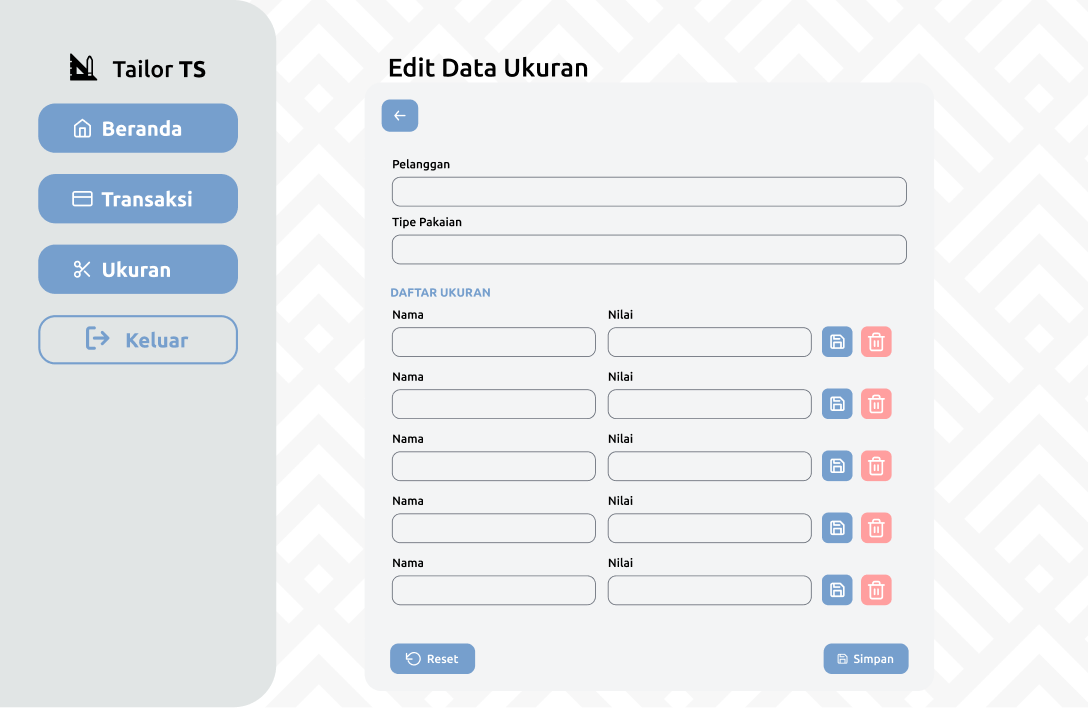 Tailor TS
Beranda
Transaksi
Ukuran
Keluar
Edit Data Ukuran
Pelanggan
Tipe Pakaian
DAFTAR UKURAN
Nama Nilai
Nama Nilai
Nama Nilai
Nama Nilai
Nama Nilai
Reset Simpan